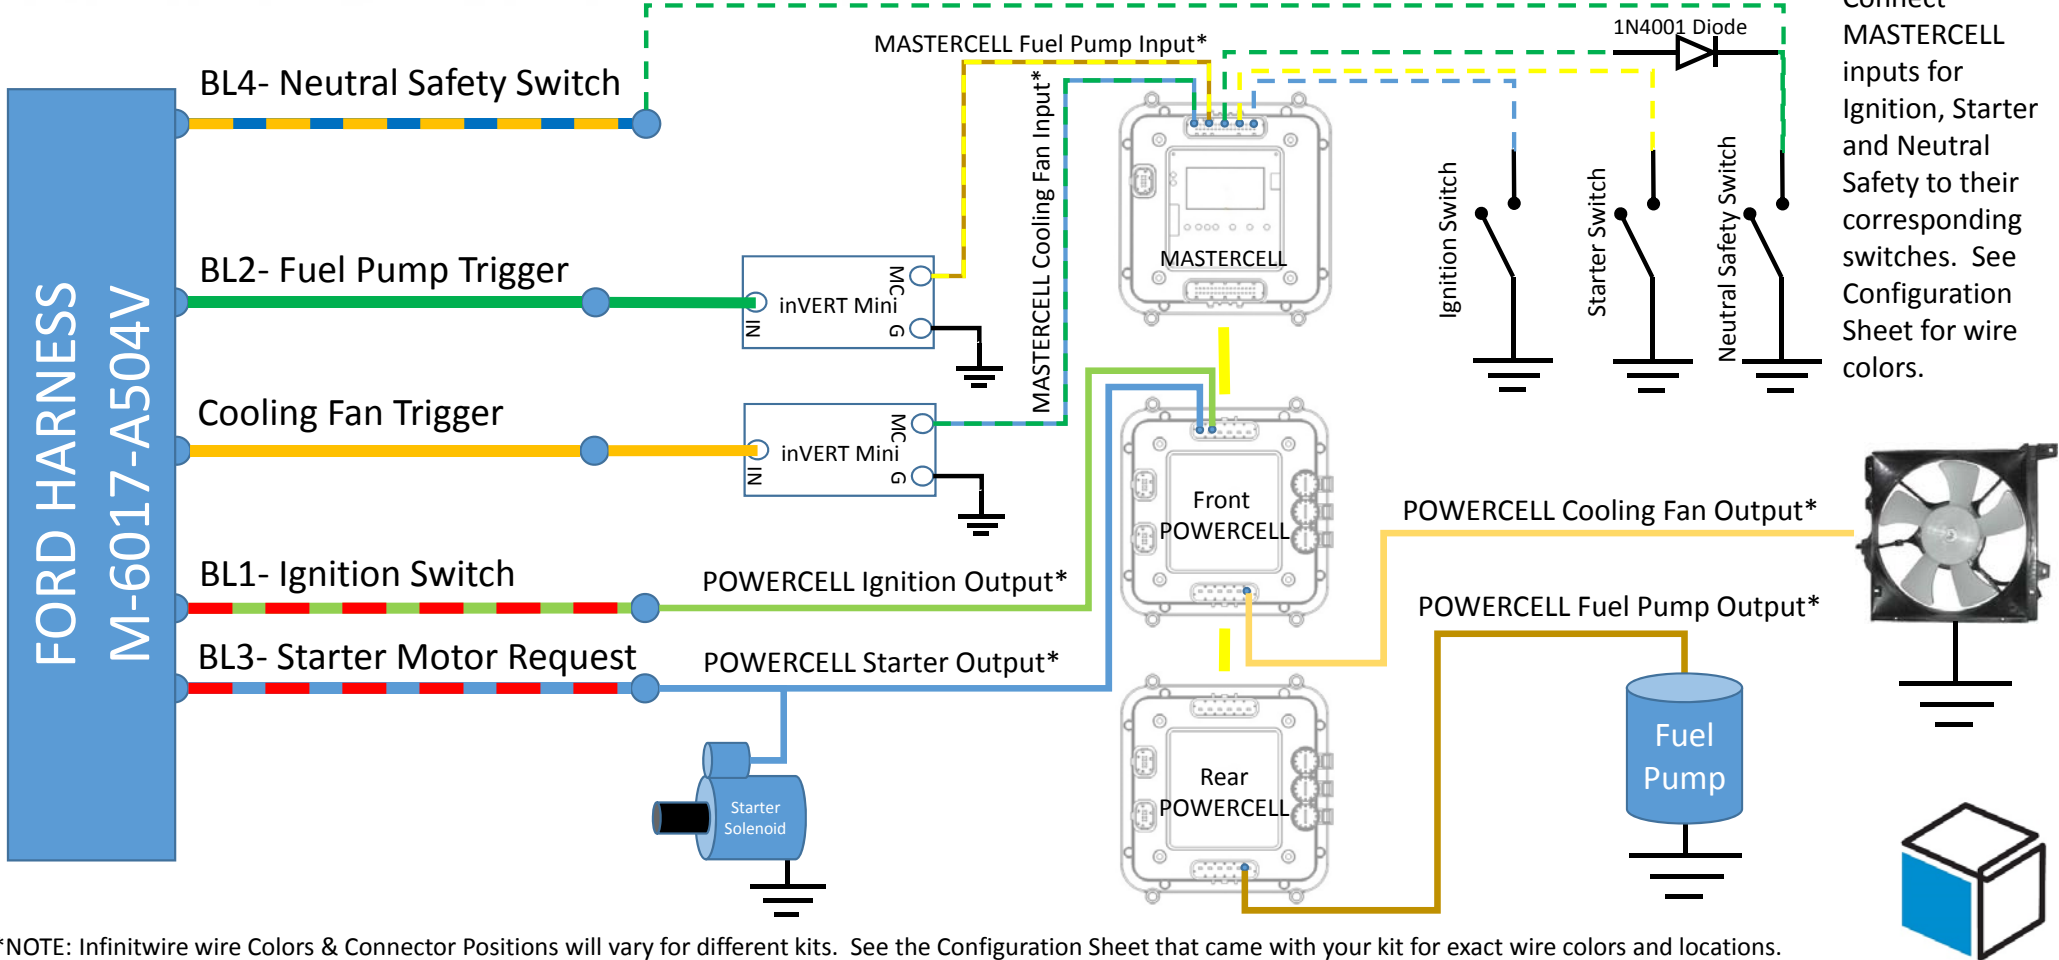 Connect
MASTERCELL
inputs for
Ignition, Starter
and Neutral
Safety to their
corresponding
switches. See
Configuration
Sheet for wire
colors.
1N4001 Diode
MASTERCELL Fuel Pump Input*
MASTERCELL Cooling Fan Input*
BL4- Neutral Safety Switch
BL2- Fuel Pump Trigger
Cooling Fan Trigger
BL1- Ignition Switch
BL3- Starter Motor Request
FORD HARNESS
M-6017-A504V
inVERT Mini
IN
MC
G
inVERT Mini
IN
MC
G
MASTERCELL
Ignition Switch
Starter Switch
Neutral Safety Switch
Front
POWERCELL
POWERCELL Cooling Fan Output*
POWERCELL Ignition Output*
POWERCELL Fuel Pump Output*
POWERCELL Starter Output*
Starter
Solenoid
Rear
POWERCELL
Fuel
Pump
*NOTE: Infinitwire wire Colors & Connector Positions will vary for different kits. See the Configuration Sheet that came with your kit for exact wire colors and locations.